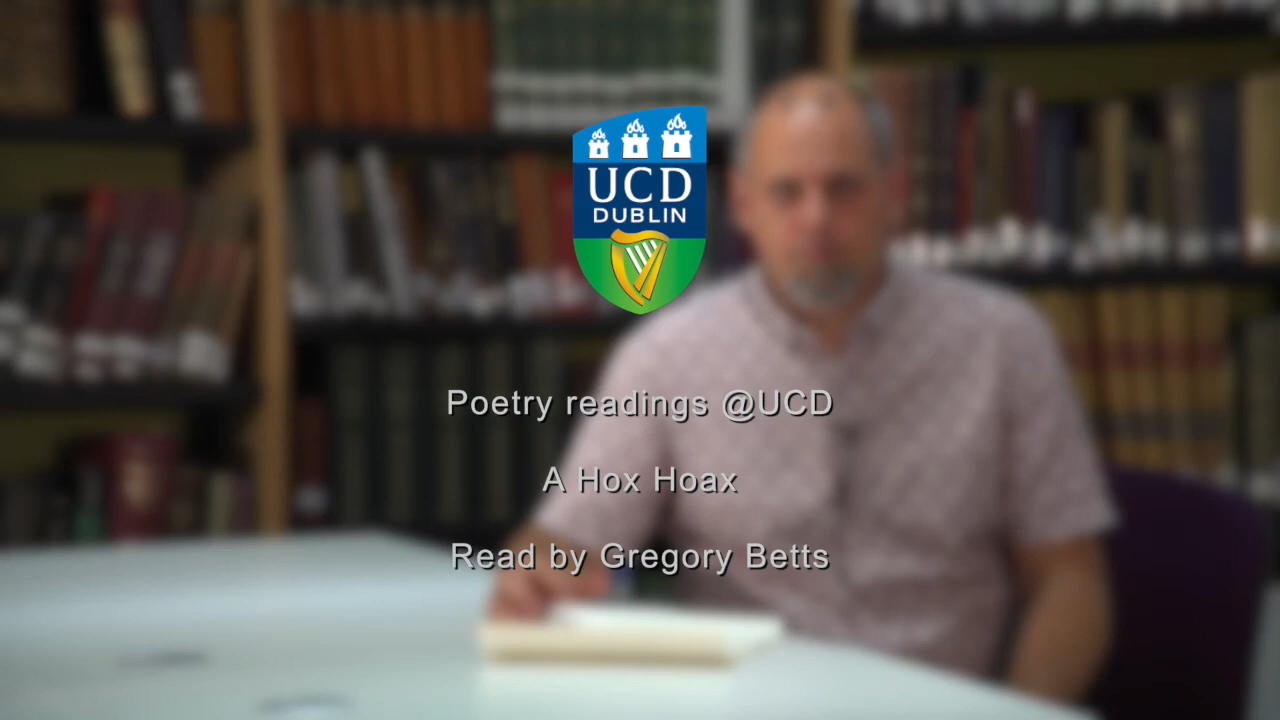 UCD
DUBLIN
Poetry readings @UCD
A Hox Hoax
Read by Gregory Betts